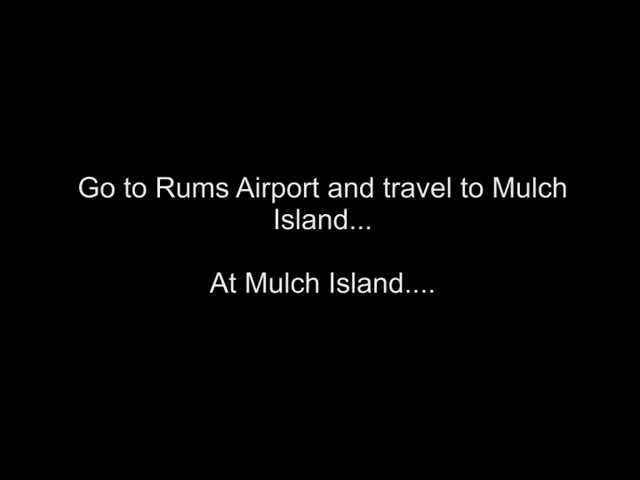 Go to Rums Airport and travel to Mulch
Island...
At Mulch Island....